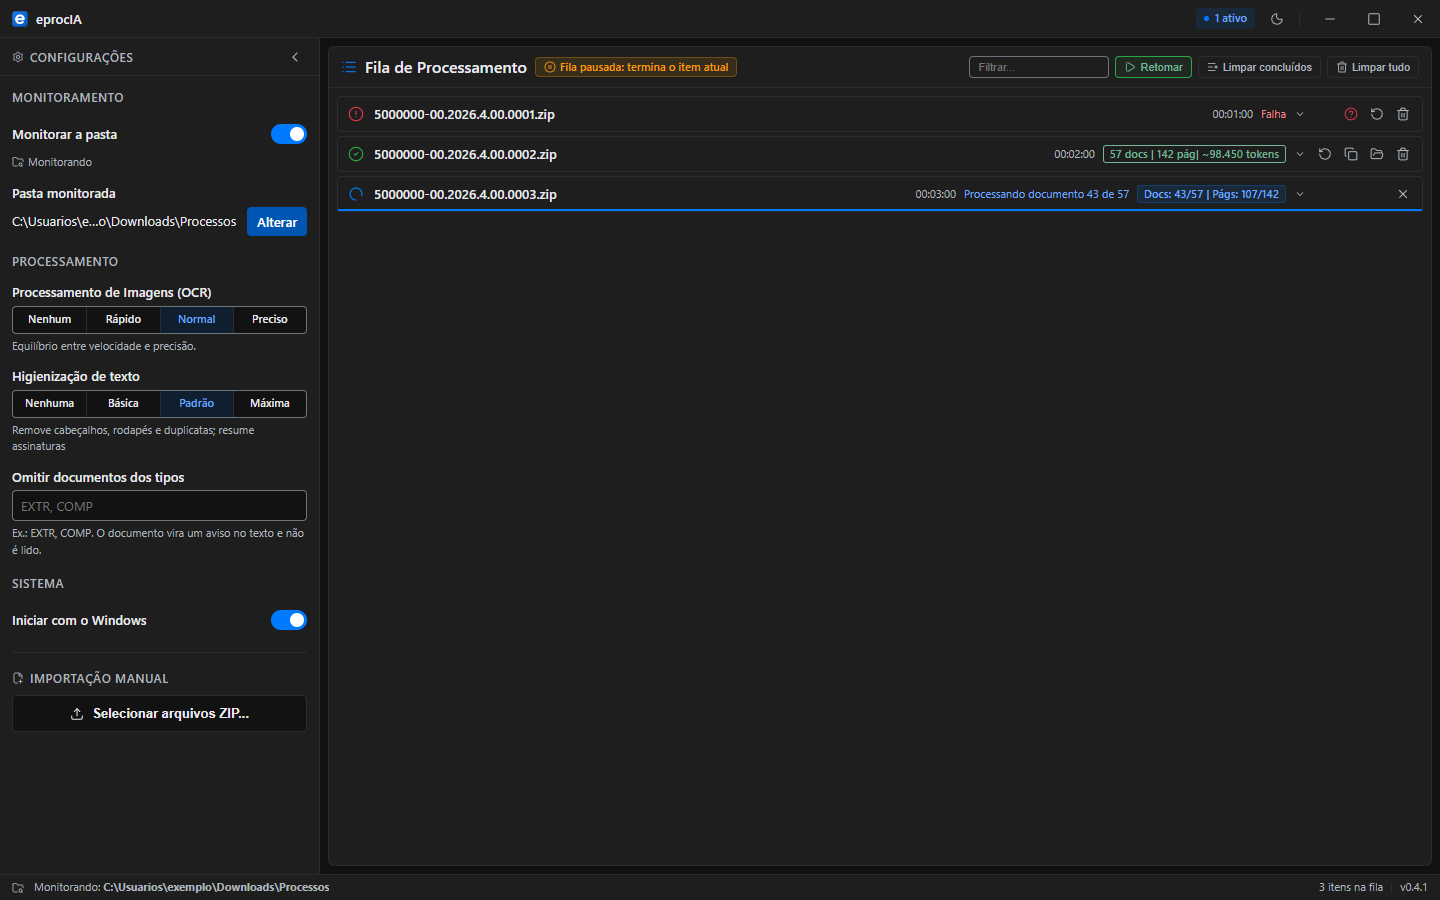 eprocIA
1 ativo
CONFIGURAÇÕES
MONITORAMENTO
Monitorar a pasta
Monitorando
Pasta monitorada
C:\Usuarios\e...o\Downloads\Processos
Alterar
PROCESSAMENTO
Processamento de Imagens (OCR)
Nenhum Rápido Normal Preciso
Equilíbrio entre velocidade e precisão.
Higienização de texto
Nenhuma Básica Padrão Máxima
Remove cabeçalhos, rodapés e duplicatas; resume
assinaturas
Omitir documentos dos tipos
EXTR, COMP
Ex.: EXTR, COMP. O documento vira um aviso no texto e não
é lido.
SISTEMA
Iniciar com o Windows
IMPORTAÇÃO MANUAL
Selecionar arquivos ZIP...
Fila de Processamento
Fila pausada: termina o item atual
Filtrar...
Retomar
Limpar concluídos
Limpar tudo
5000000-00.2026.4.00.0001.zip 00:01:00 Falha
5000000-00.2026.4.00.0002.zip 00:02:00 57 docs | 142 pág| ~98.450 tokens
5000000-00.2026.4.00.0003.zip 00:03:00 Processando documento 43 de 57 Docs: 43/57 | Págs: 107/142
Monitorando: C:\Usuarios\exemplo\Downloads\Processos
3 itens na fila
v0.4.1